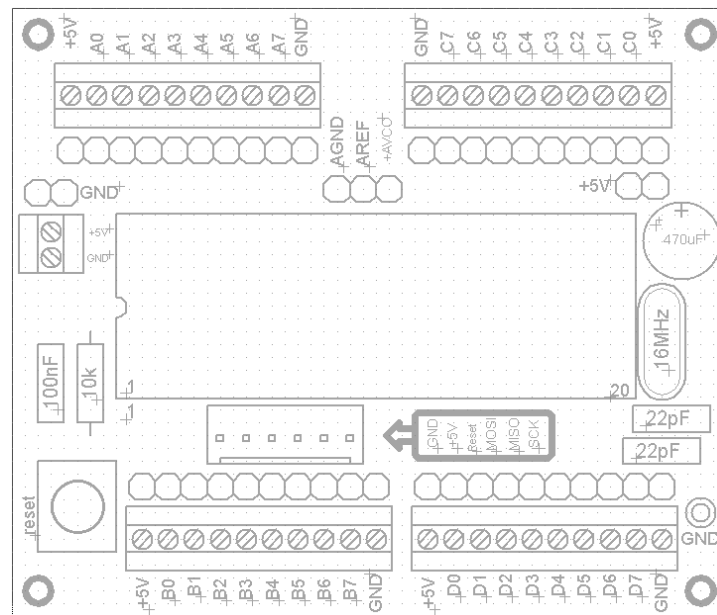 +5V A0 A1 A2 A3 A4 A5 A6 A7 GND
GND C7 C6 C5 C4 C3 C2 C1 C0 +5V
AGND AREF +AVCC
GND
+5V
+5V
GND
470uF
16MHz
100nF
10k
1
1
20
GND +5V Reset MOSI MISO SCK
22pF
22pF
reset
GND
+5V B0 B1 B2 B3 B4 B5 B6 B7 GND
+5V D0 D1 D2 D3 D4 D5 D6 D7 GND